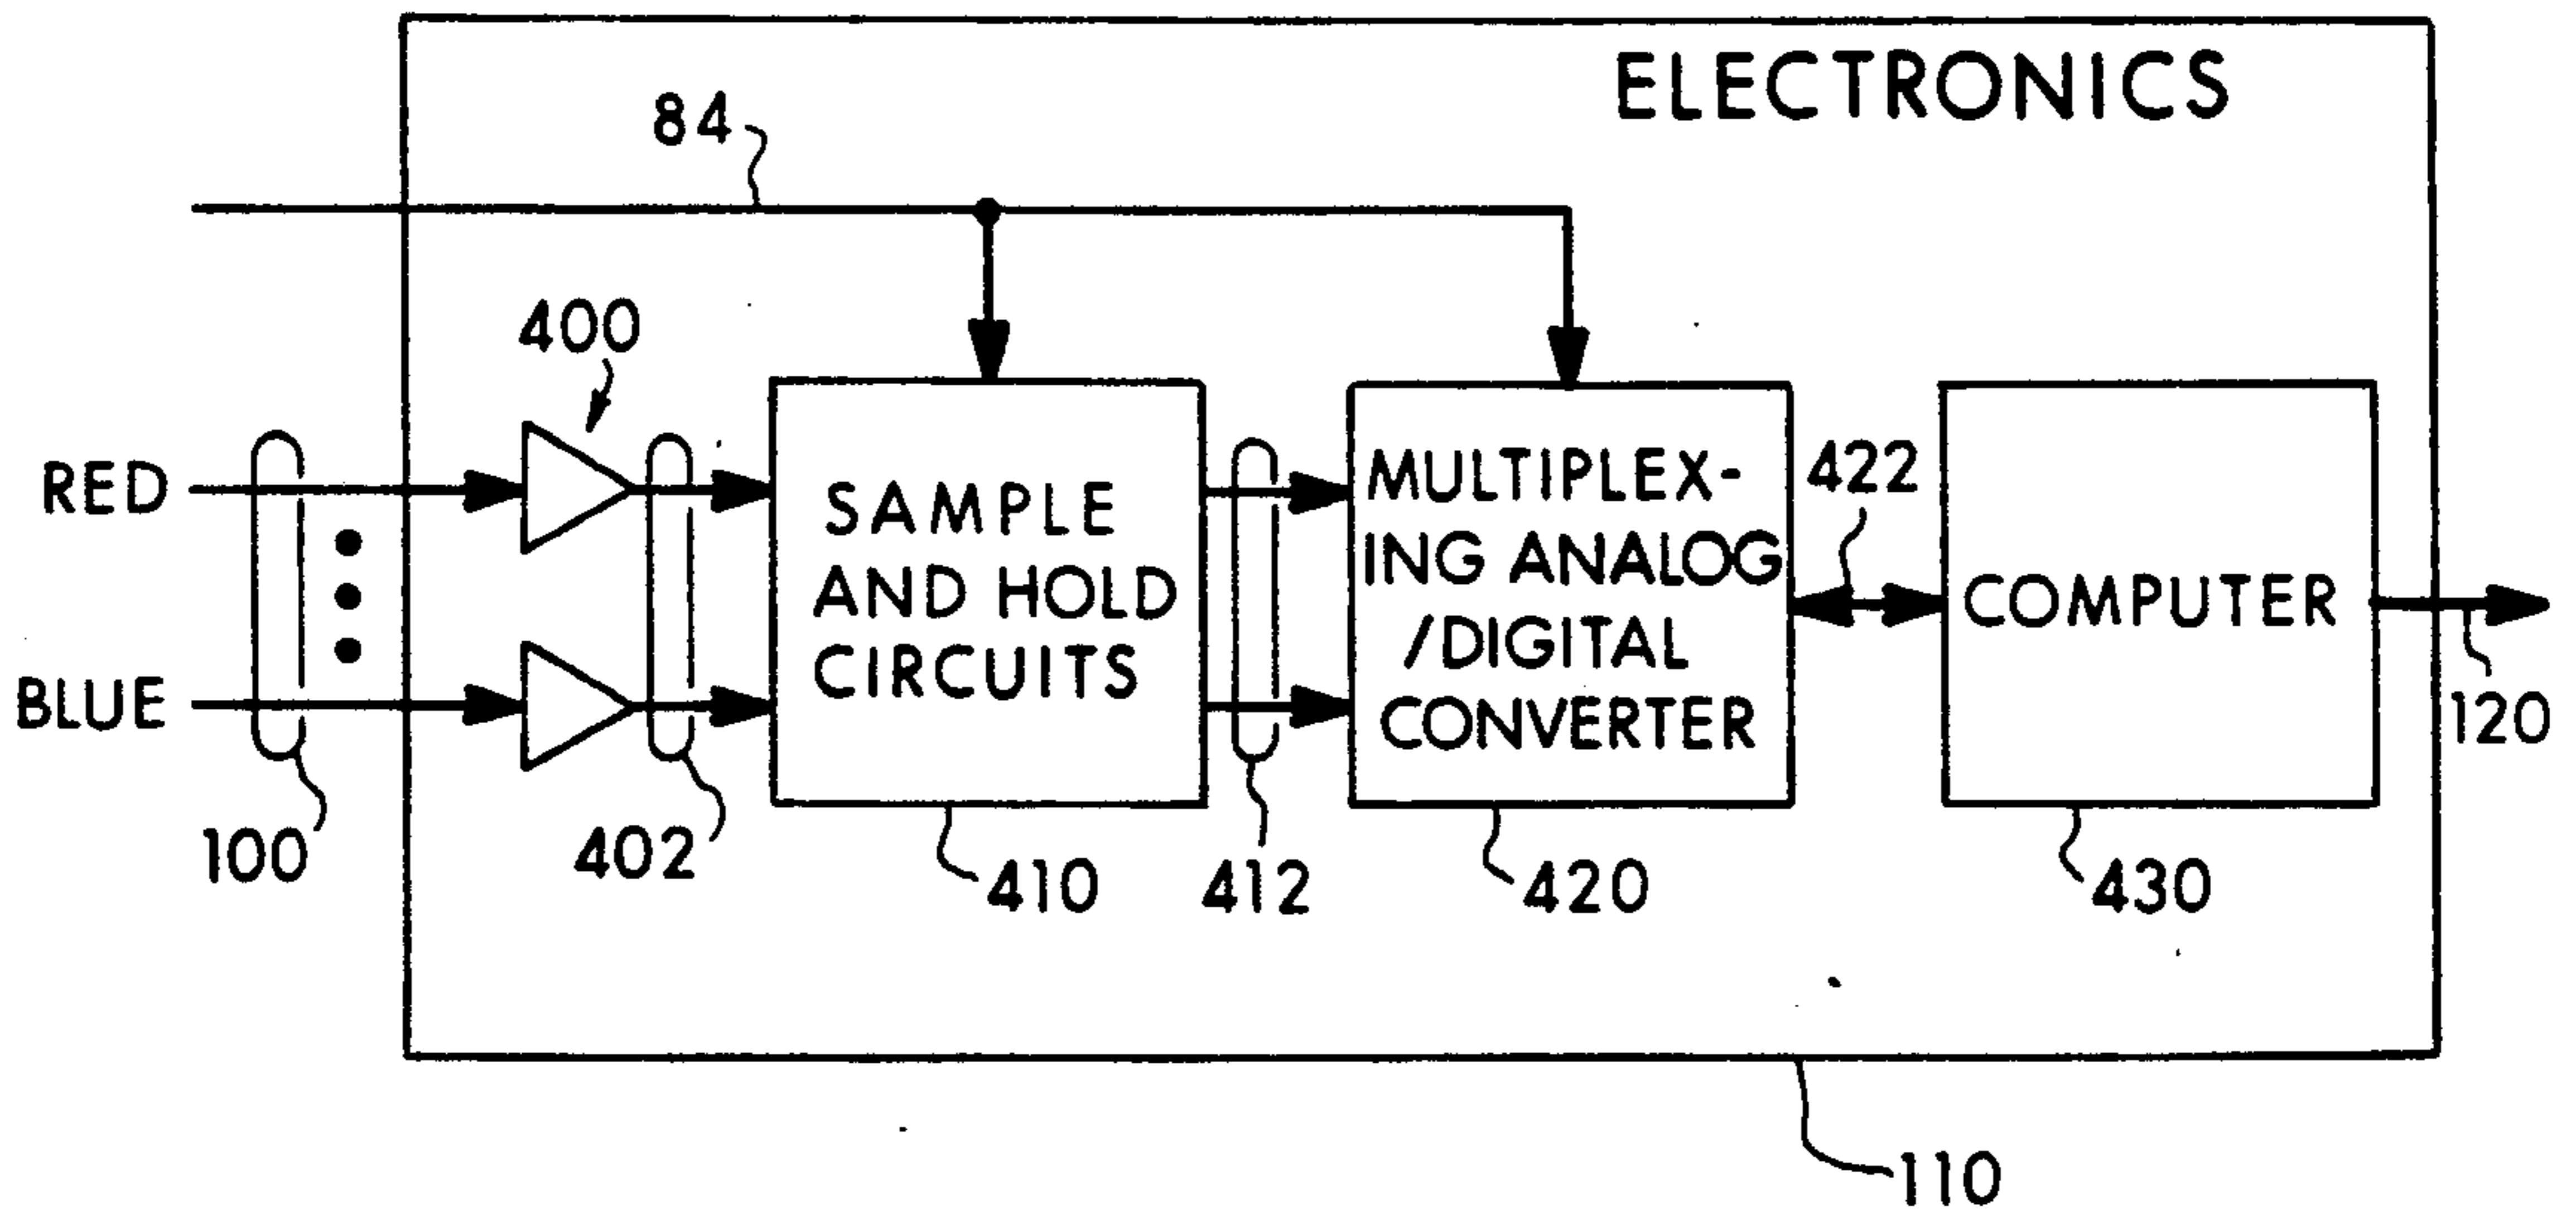 ELECTRONICS
84
400
RED
BLUE
SAMPLE
AND HOLD
CIRCUITS
MULTIPLEX-
ING ANALOG
/DIGITAL
CONVERTER
422
COMPUTER
120
100
402
410
412
420
430
110